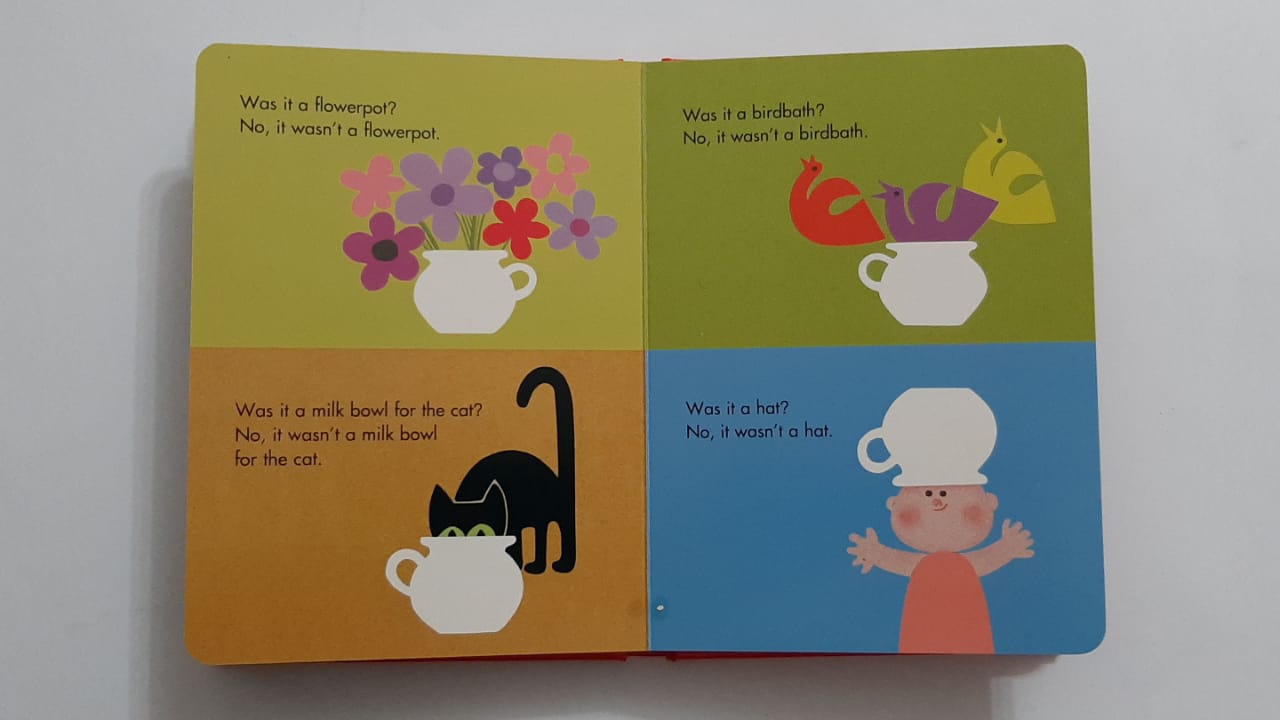 Was it a flowerpot?
No, it wasn't a flowerpot.
Was it a milk bowl for the cat?
No, it wasn't a milk bowl
for the cat.
Was it a birdbath?
No, it wasn't a birdbath.
Was it a hat?
No, it wasn't a hat.